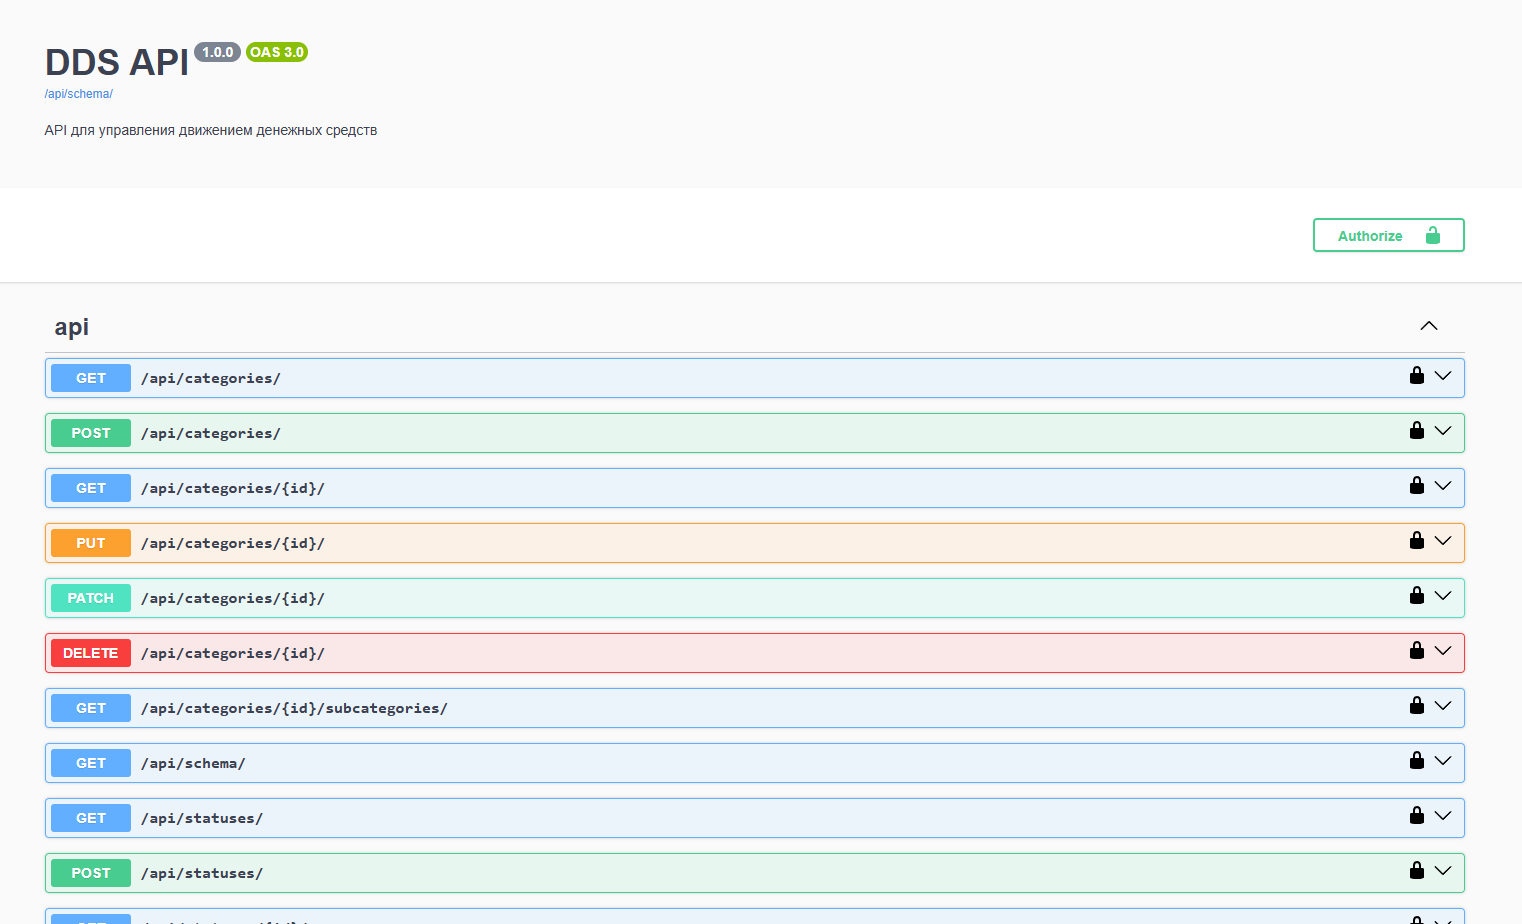 DDS API 1.0.0 OAS 3.0
/api/schema/
API для управления движением денежных средств
Authorize
api
GET /api/categories/
POST /api/categories/
GET /api/categories/{id}/
PUT /api/categories/{id}/
PATCH /api/categories/{id}/
DELETE /api/categories/{id}/
GET /api/categories/{id}/subcategories/
GET /api/schema/
GET /api/statuses/
POST /api/statuses/